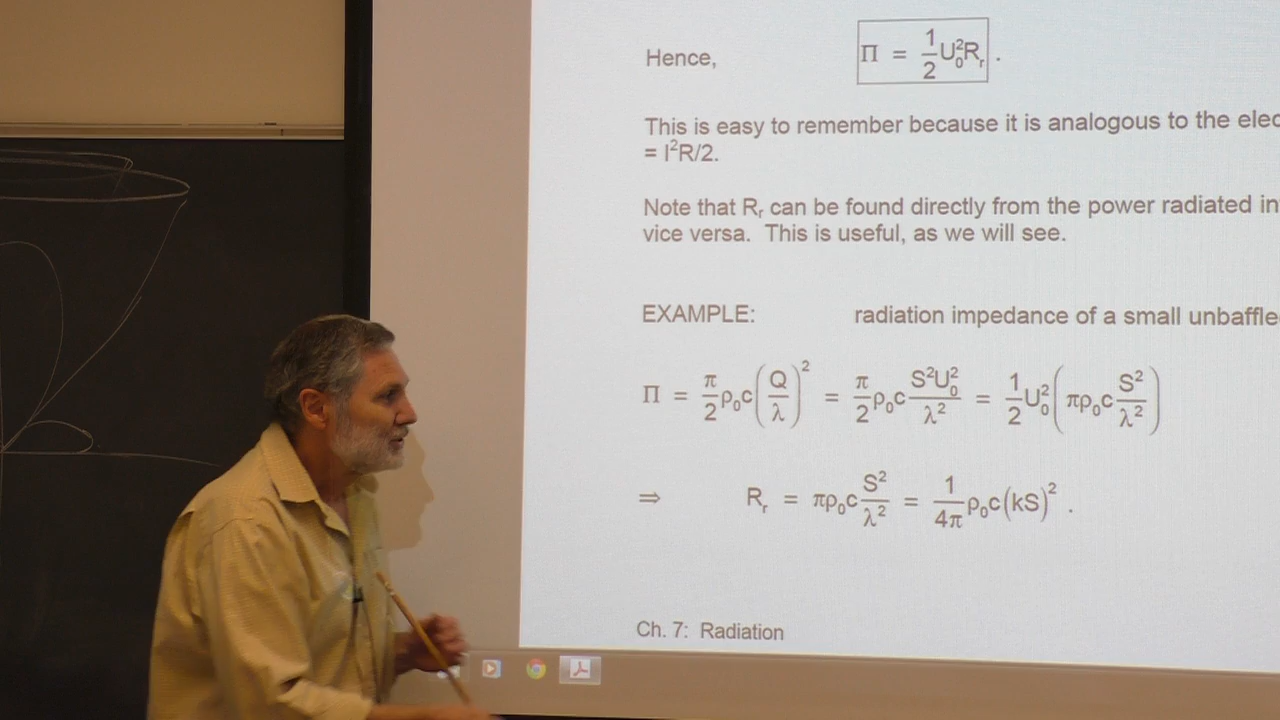 Hence, Π = 1/2 U₀²Rᵣ .
This is easy to remember because it is analogous to the
= I²R/2.
Note that Rᵣ can be found directly from the power radiated
vice versa. This is useful, as we will see.
EXAMPLE: radiation impedance of a small
Π = π/2 ρ₀c(Q/λ)² = π/2 ρ₀c S²U₀²/λ² = 1/2 U₀²(πρ₀c S²/λ²)
⇒ Rᵣ = πρ₀c S²/λ² = 1/4π ρ₀c(kS)² .
Ch. 7: Radiation